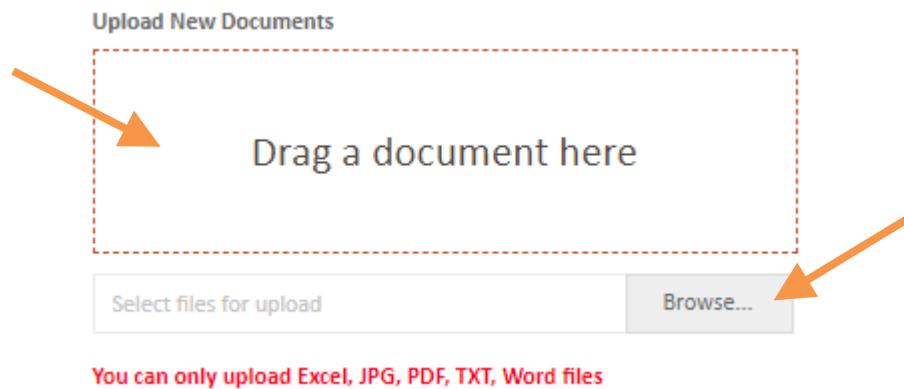 Upload New Documents
Drag a document here
Select files for upload
Browse...
You can only upload Excel, JPG, PDF, TXT, Word files